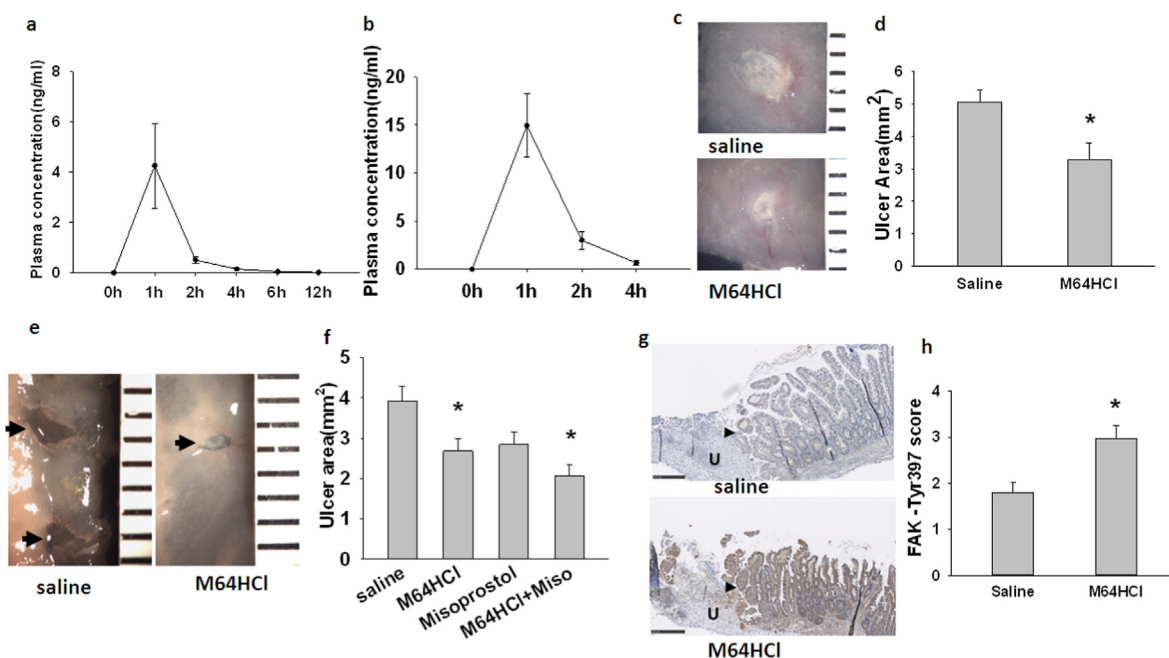 a
Plasma concentration(ng/ml)
8
6
4
2
0
0h 1h 2h 4h 6h 12h
b
Plasma concentration(ng/ml)
20
15
10
5
0
0h 1h 2h 4h
c
saline
M64HCl
d
Ulcer Area(mm2)
6
5
4
3
2
1
0
*
Saline M64HCl
e
saline M64HCl
f
Ulcer area(mm2)
5
4
3
2
1
0
* *
saline M64HCl Misoprostol M64HCl+Miso
g
U
saline
U
M64HCl
h
FAK -Tyr397 score
4
3
2
1
0
*
Saline M64HCl